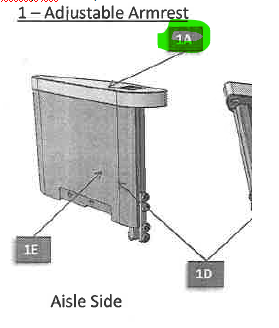 1 – Adjustable Armrest
1A
1E
1D
Aisle Side